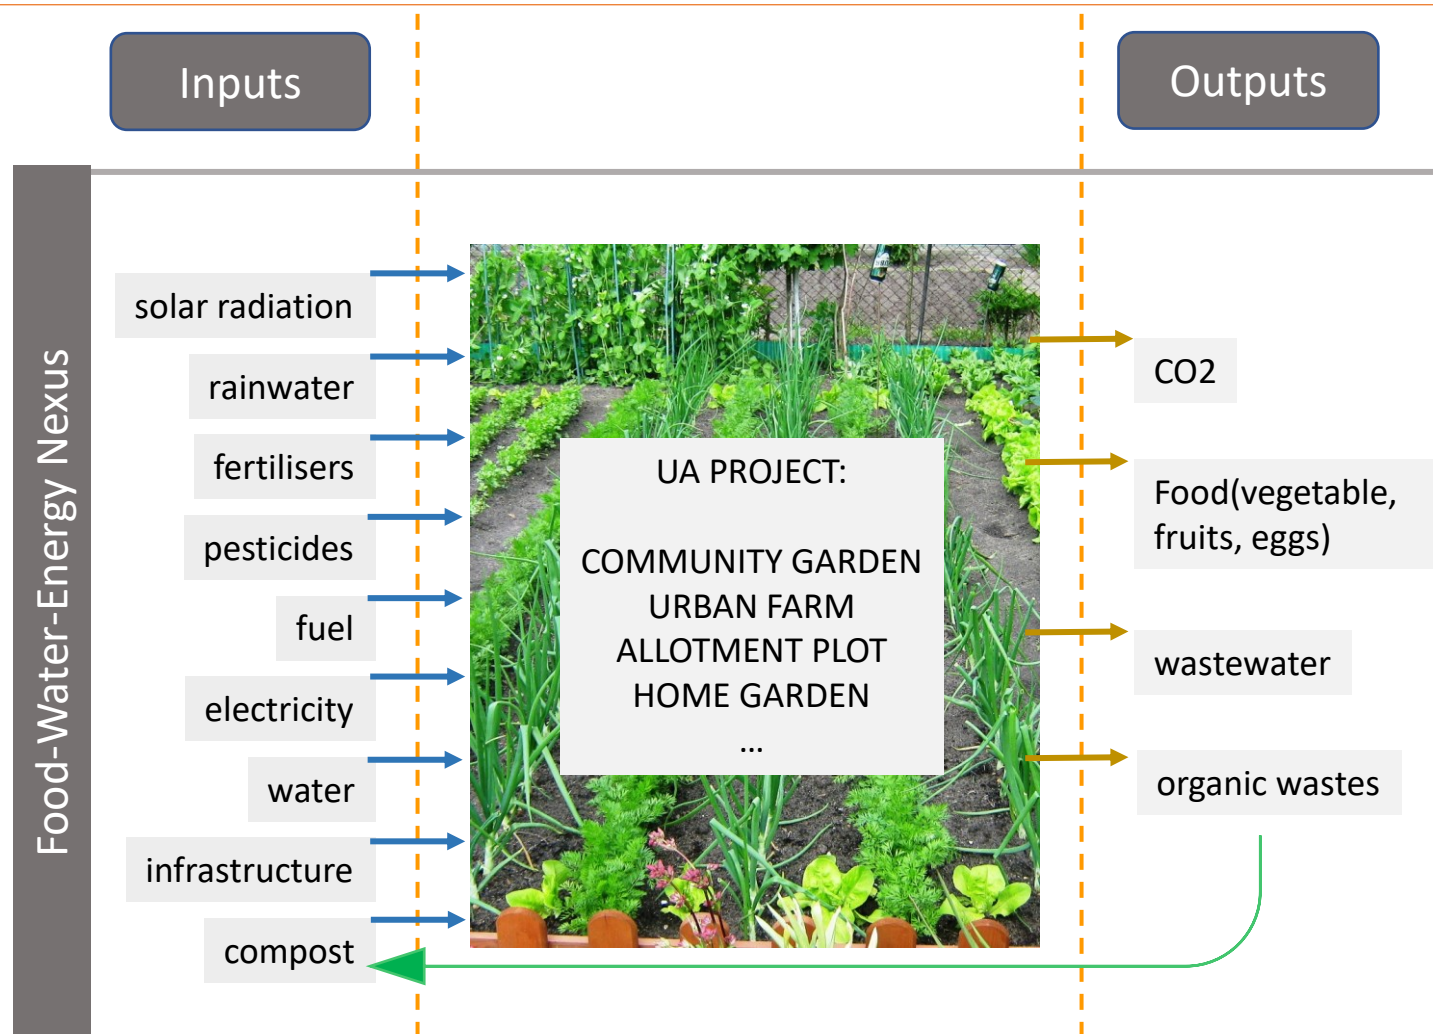 Inputs
Outputs
Food-Water-Energy Nexus
solar radiation
rainwater
fertilisers
pesticides
fuel
electricity
water
infrastructure
compost
UA PROJECT:
COMMUNITY GARDEN
URBAN FARM
ALLOTMENT PLOT
HOME GARDEN
...
CO2
Food(vegetable,
fruits, eggs)
wastewater
organic wastes